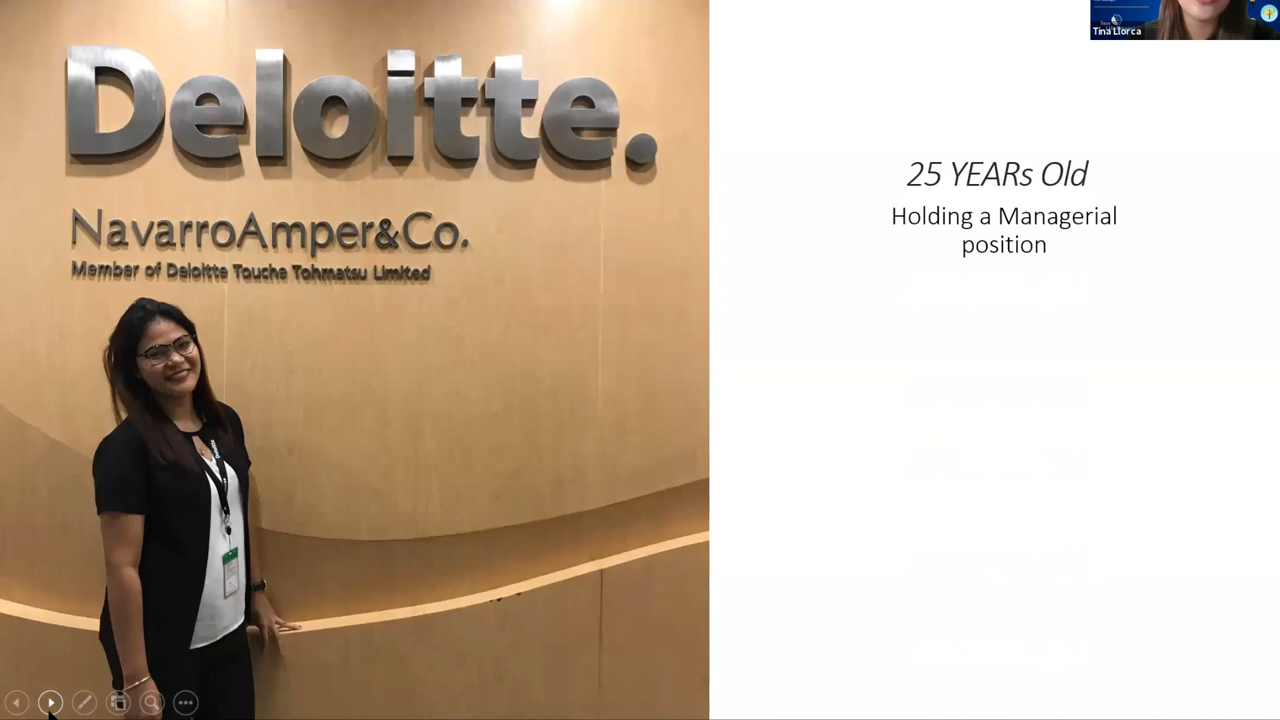 Deloitte.
NavarroAmper&Co.
Member of Deloitte Touche Tohmatsu Limited
Tina Llorca
25 YEARs Old
Holding a Managerial
position